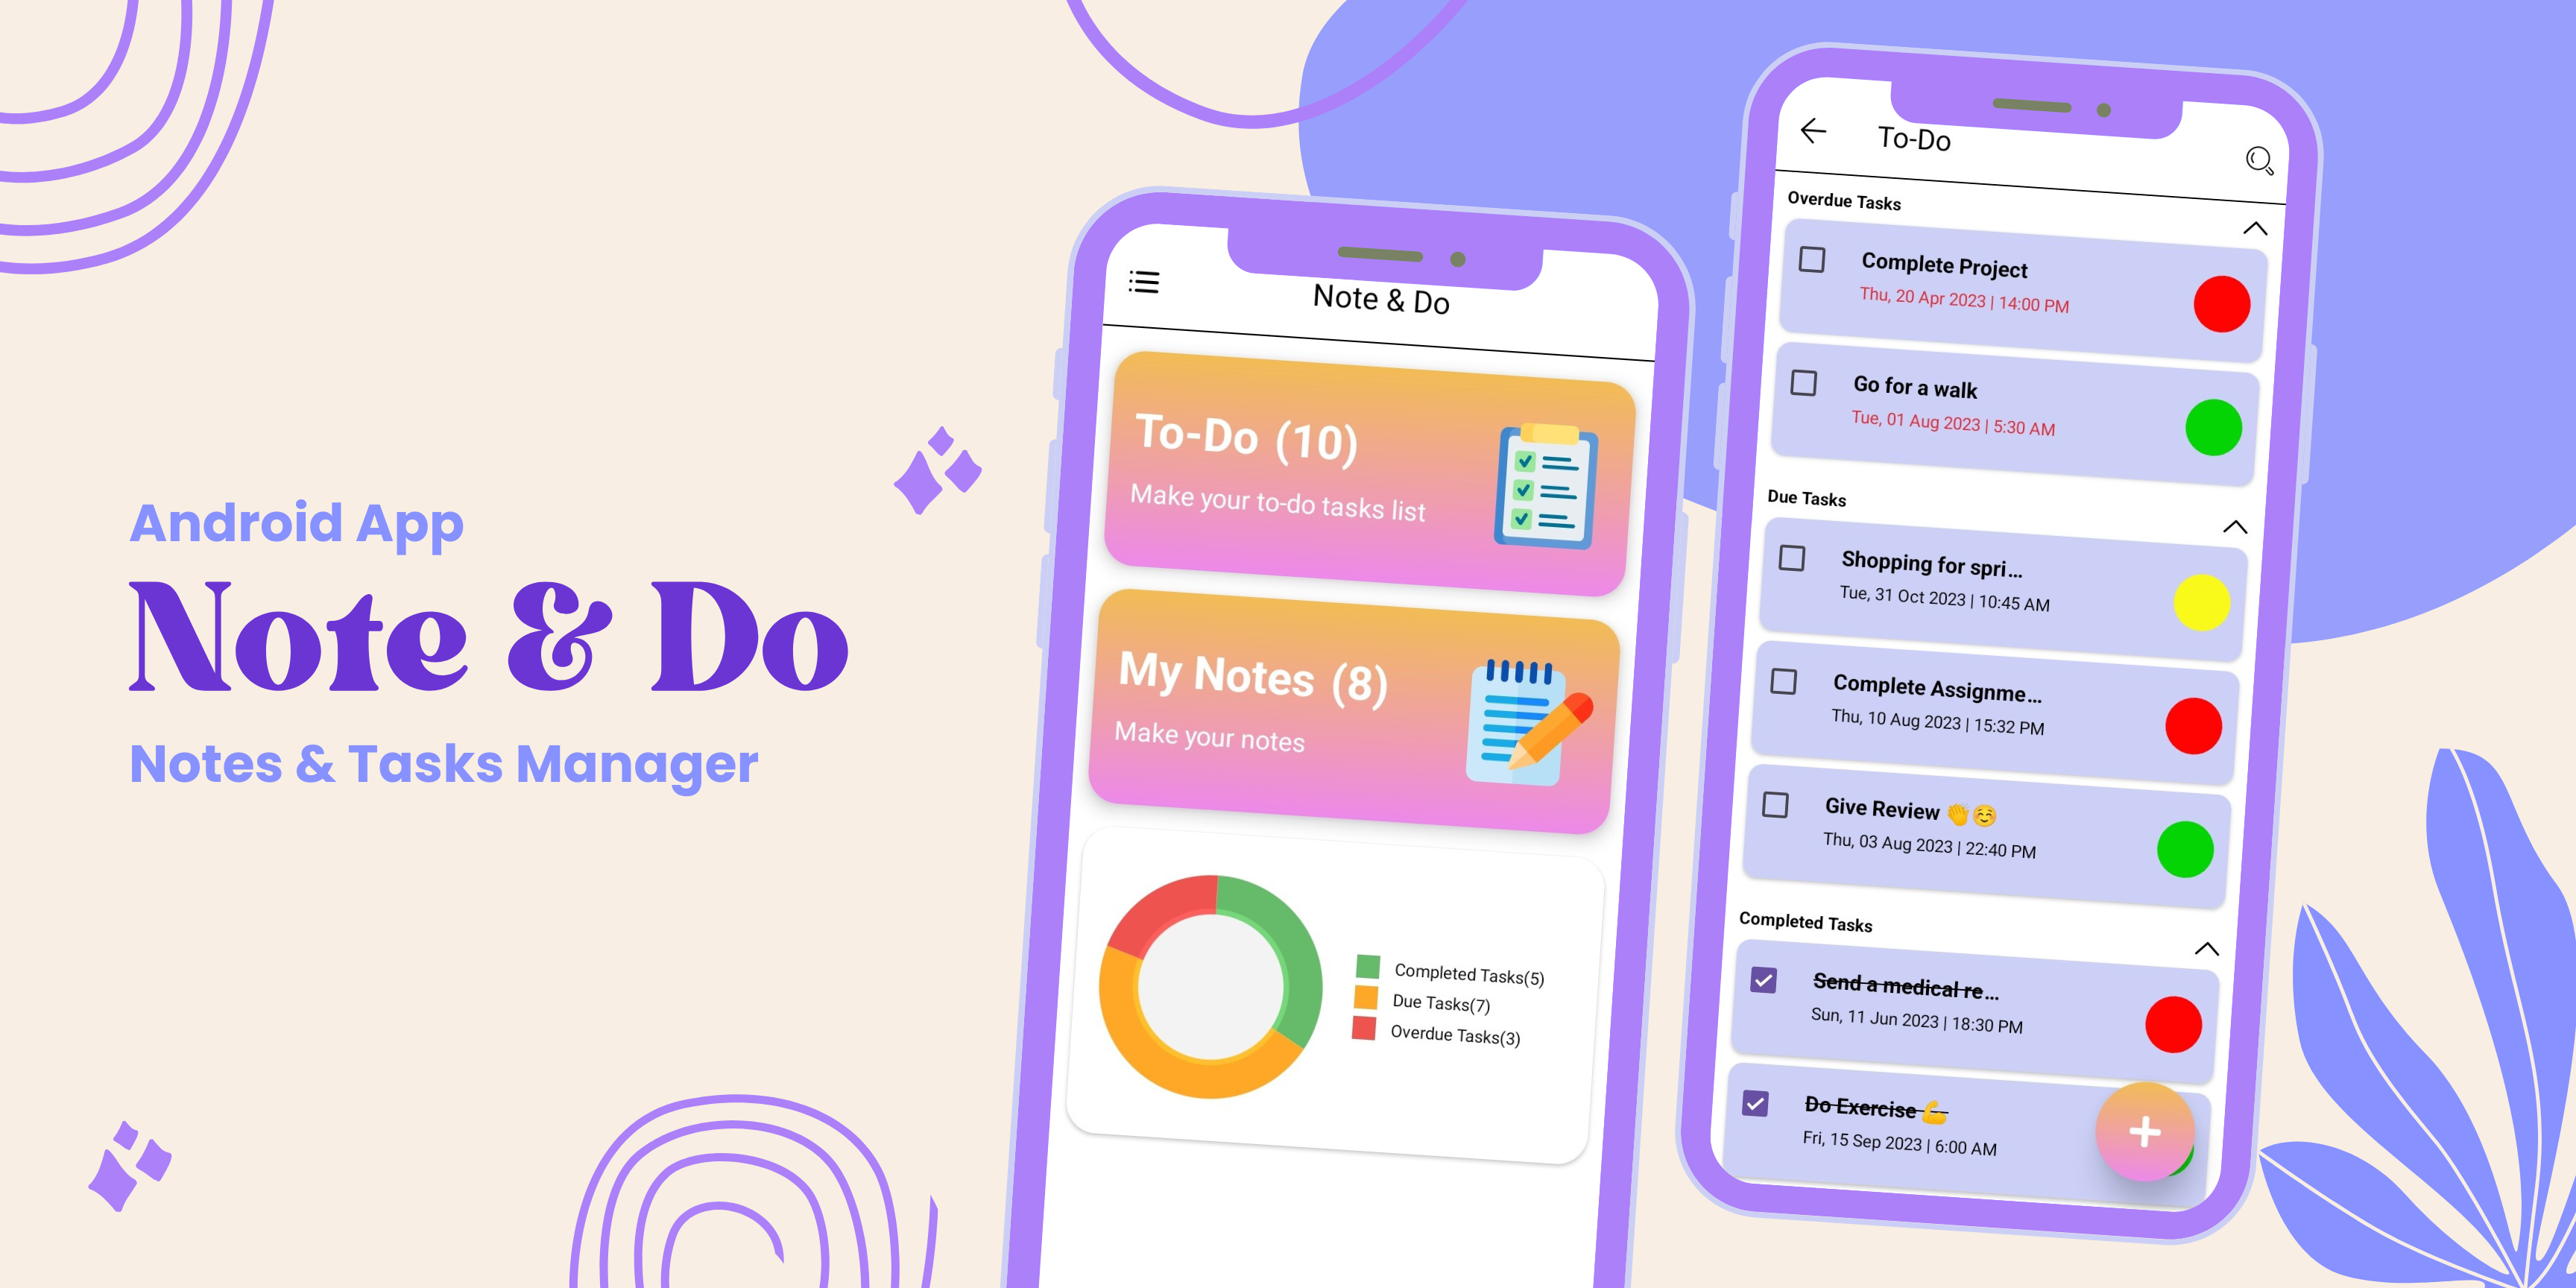 Android App
Note & Do
Notes & Tasks Manager
Note & Do
To-Do (10)
Make your to-do tasks list
My Notes (8)
Make your notes
Completed Tasks(5)
Due Tasks(7)
Overdue Tasks(3)
To-Do
Overdue Tasks
Complete Project
Thu, 20 Apr 2023 | 14:00 PM
Go for a walk
Tue, 01 Aug 2023 | 5:30 AM
Due Tasks
Shopping for spri...
Tue, 31 Oct 2023 | 10:45 AM
Complete Assignme...
Thu, 10 Aug 2023 | 15:32 PM
Give Review 👏☺️
Thu, 03 Aug 2023 | 22:40 PM
Completed Tasks
Send a medical re...
Sun, 11 Jun 2023 | 18:30 PM
Do Exercise 💪
Fri, 15 Sep 2023 | 6:00 AM